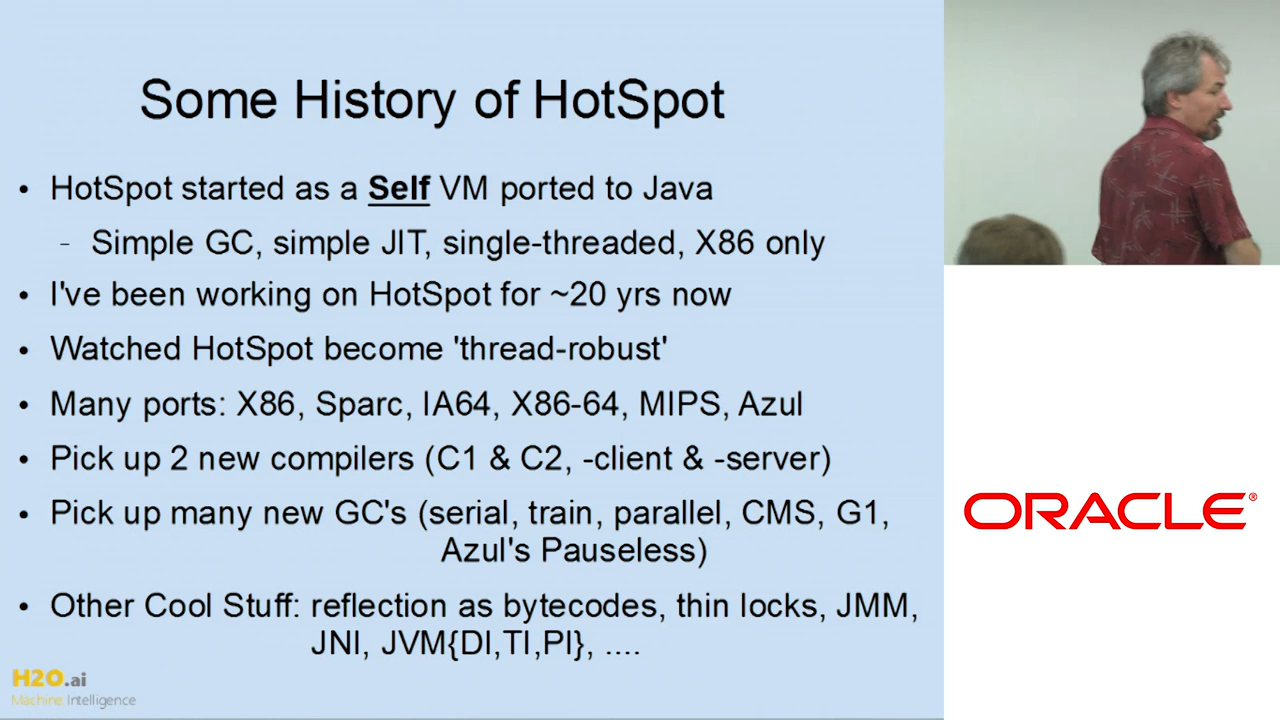 Some History of HotSpot
• HotSpot started as a Self VM ported to Java
- Simple GC, simple JIT, single-threaded, X86 only
• I've been working on HotSpot for ~20 yrs now
• Watched HotSpot become 'thread-robust'
• Many ports: X86, Sparc, IA64, X86-64, MIPS, Azul
• Pick up 2 new compilers (C1 & C2, -client & -server)
• Pick up many new GC's (serial, train, parallel, CMS, G1,
Azul's Pauseless)
• Other Cool Stuff: reflection as bytecodes, thin locks, JMM,
JNI, JVM{DI,TI,PI}, ....
H2O.ai
Machine Intelligence
ORACLE®